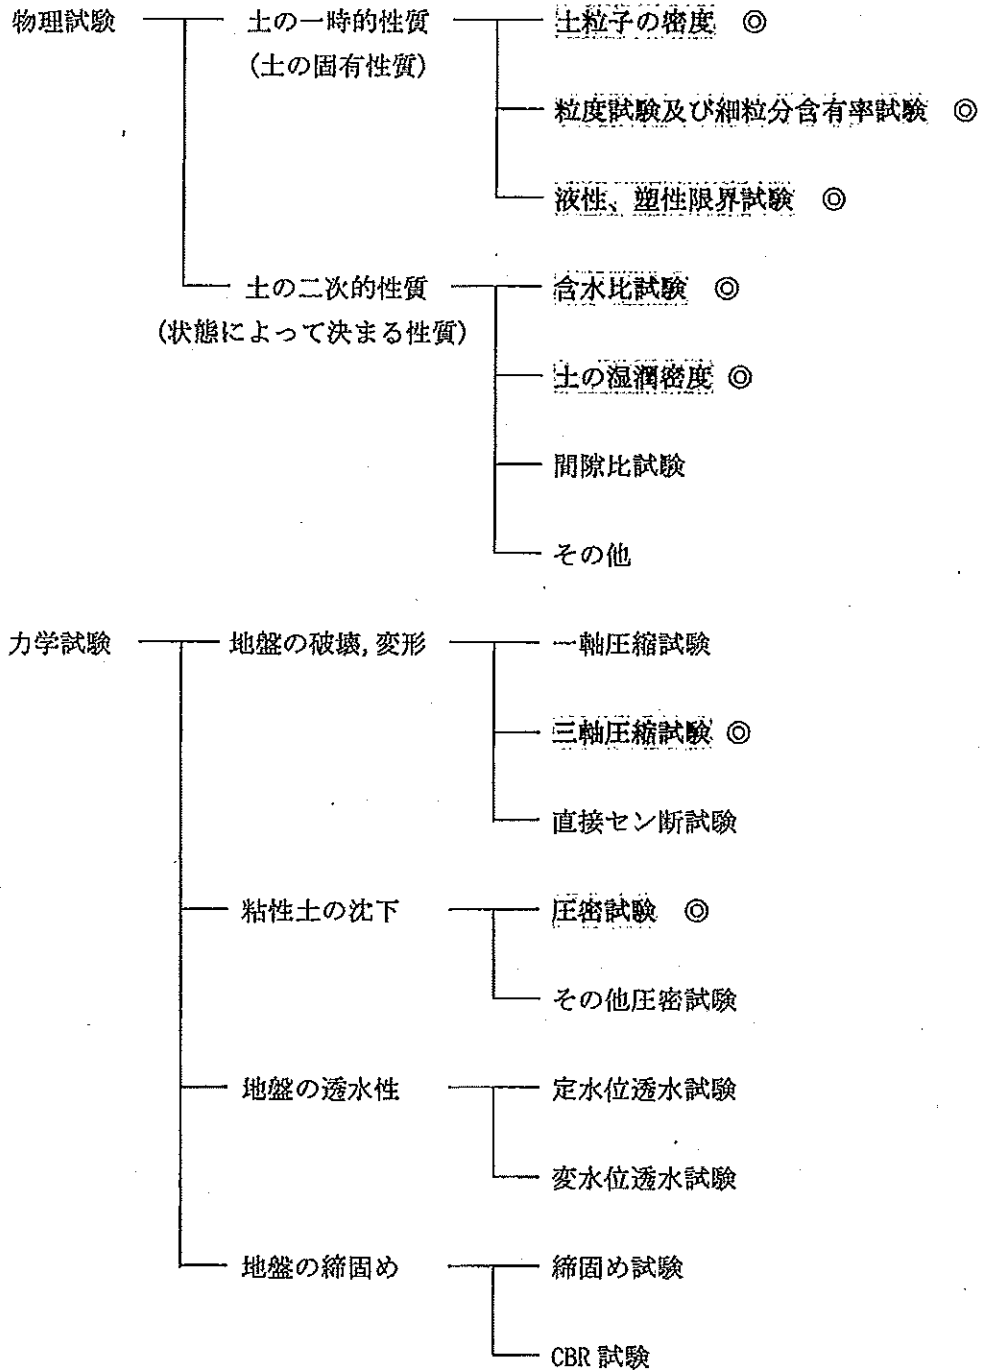 物理試験 土の一時的性質 土粒子の密度 ◎
(土の固有性質)
粒度試験及び細粒分含有率試験 ◎
液性、塑性限界試験 ◎
土の二次的性質 含水比試験 ◎
(状態によって決まる性質)
土の湿潤密度 ◎
間隙比試験
その他
力学試験 地盤の破壊,変形 一軸圧縮試験
三軸圧縮試験 ◎
直接セン断試験
粘性土の沈下 圧密試験 ◎
その他圧密試験
地盤の透水性 定水位透水試験
変水位透水試験
地盤の締固め 締固め試験
CBR 試験